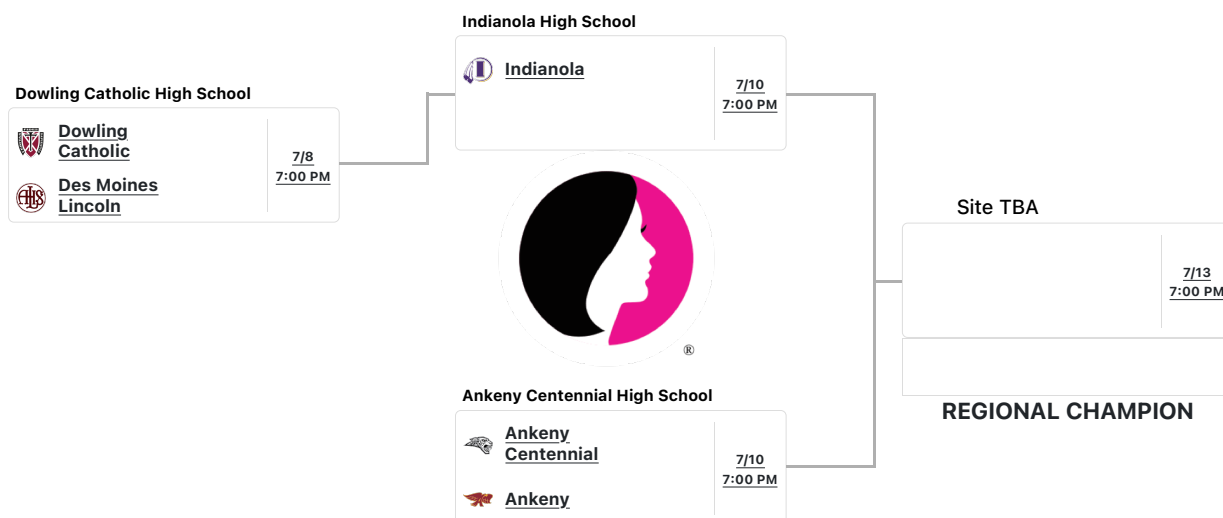 Indianola High School
Indianola
7/10
7:00 PM
Dowling Catholic High School
Dowling
Catholic
7/8
7:00 PM
Des Moines
Lincoln
Site TBA
7/13
7:00 PM
®
REGIONAL CHAMPION
Ankeny Centennial High School
Ankeny
Centennial
7/10
7:00 PM
Ankeny